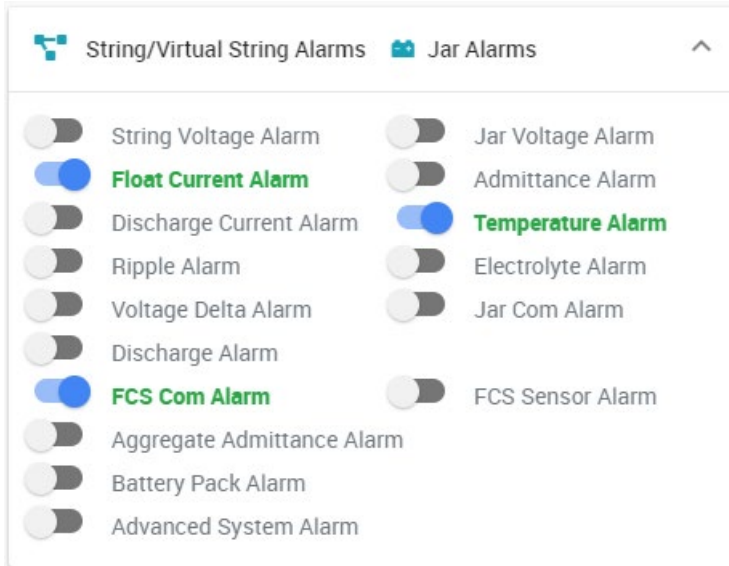 String/Virtual String Alarms Jar Alarms
String Voltage Alarm Jar Voltage Alarm
Float Current Alarm Admittance Alarm
Discharge Current Alarm Temperature Alarm
Ripple Alarm Electrolyte Alarm
Voltage Delta Alarm Jar Com Alarm
Discharge Alarm
FCS Com Alarm FCS Sensor Alarm
Aggregate Admittance Alarm
Battery Pack Alarm
Advanced System Alarm